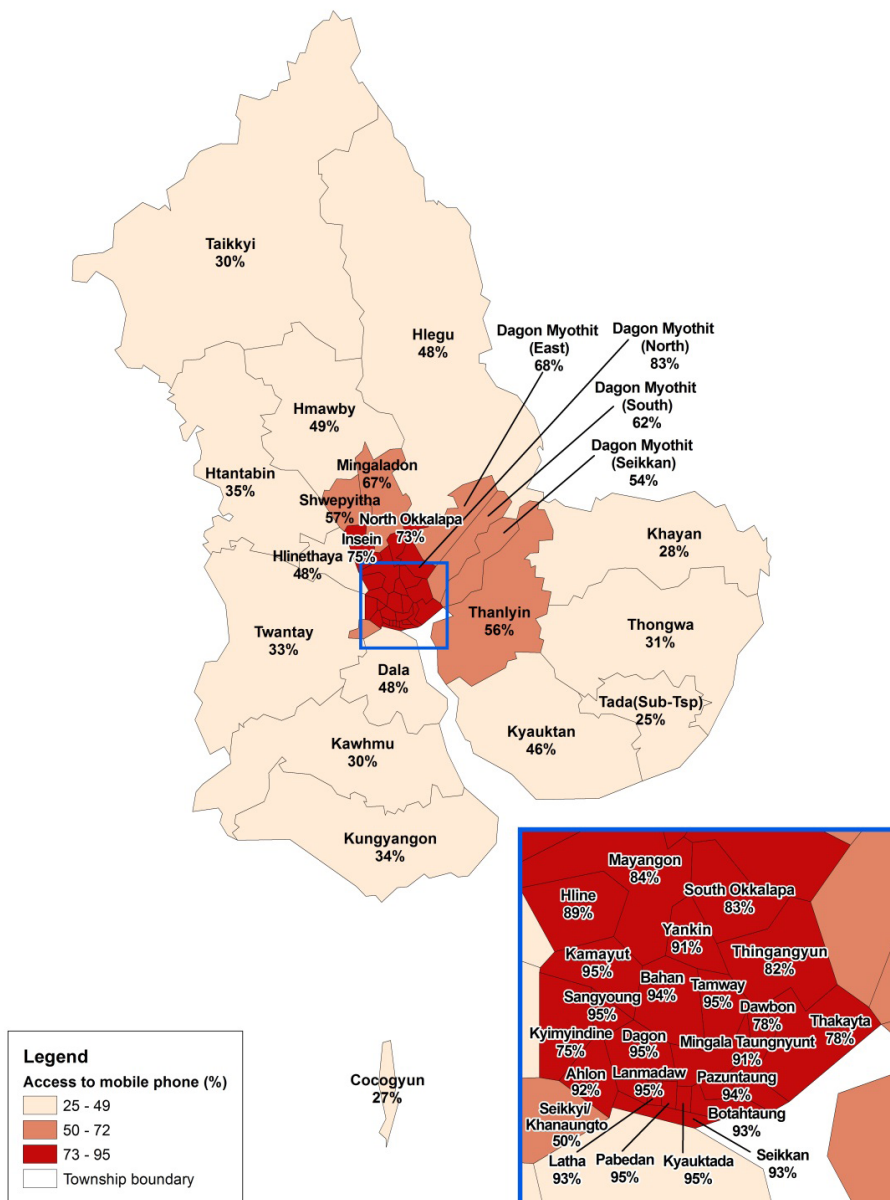 Taikkyi
30%
Hlegu
48%
Dagon Myothit
(East)
68%
Dagon Myothit
(North)
83%
Dagon Myothit
(South)
62%
Dagon Myothit
(Seikkan)
54%
Hmawby
49%
Htantabin
35%
Mingaladon
67%
Shwepyitha
57%
North Okkalapa
73%
Insein
75%
Hlinethaya
48%
Khayan
28%
Twantay
33%
Thanlyin
56%
Thongwa
31%
Dala
48%
Tada(Sub-Tsp)
25%
Kyauktan
46%
Kawhmu
30%
Kungyangon
34%
Cocogyun
27%
Mayangon
84%
South Okkalapa
83%
Hline
89%
Yankin
91%
Thingangyun
82%
Kamayut
95%
Bahan
94%
Tamway
95%
Sangyoung
95%
Dawbon
78%
Thakayta
78%
Kyimyindine
75%
Dagon
95%
Mingala Taungnyunt
91%
Ahlon
92%
Lanmadaw
95%
Pazuntaung
94%
Seikkyi/
Khanaungto
50%
Botahtaung
93%
Latha
93%
Pabedan
95%
Kyauktada
95%
Seikkan
93%
Legend
Access to mobile phone (%)
25 - 49
50 - 72
73 - 95
Township boundary